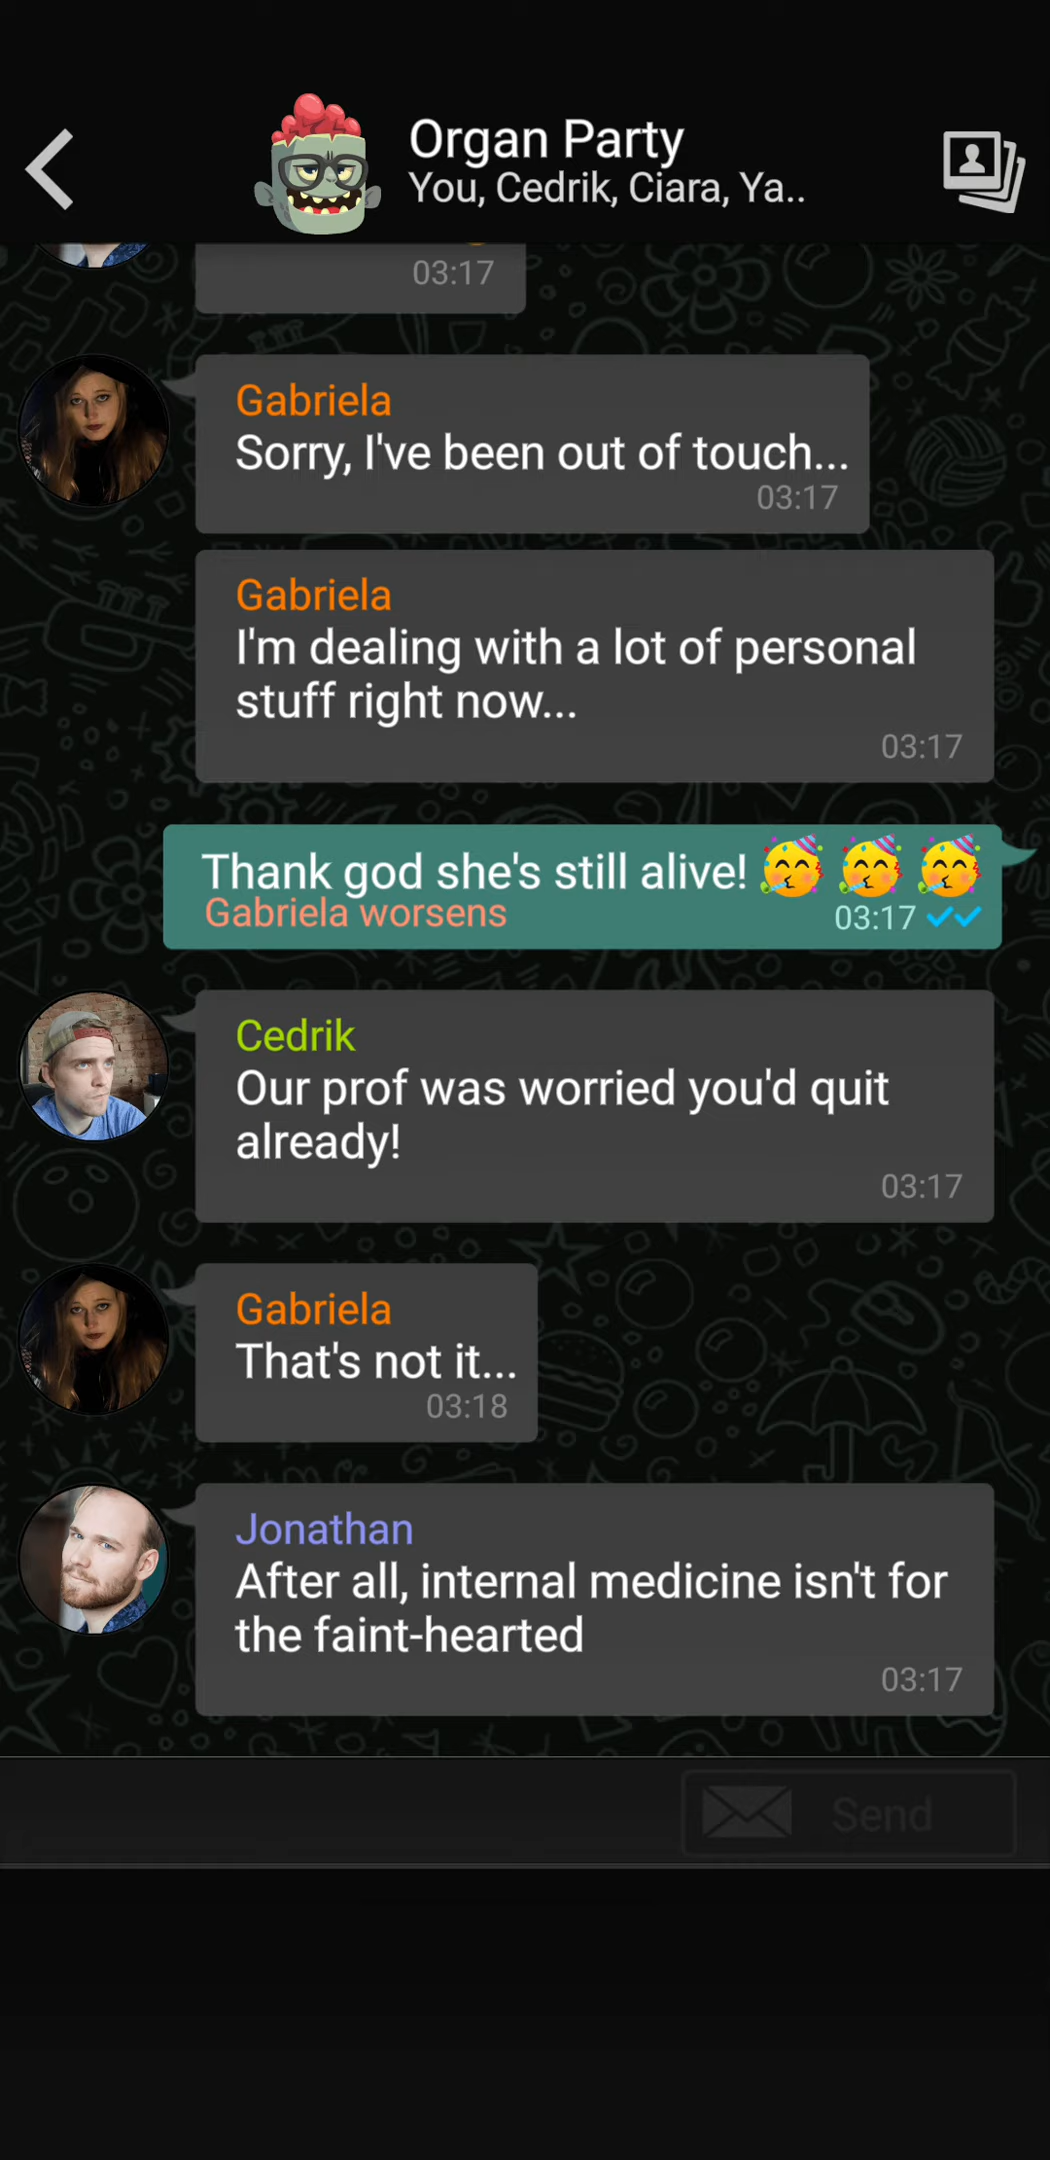 Organ Party
You, Cedrik, Ciara, Ya..
03:17
Gabriela
Sorry, I've been out of touch...
03:17
Gabriela
I'm dealing with a lot of personal
stuff right now...
03:17
Thank god she's still alive! 🥳 🥳 🥳
Gabriela worsens
03:17
Cedrik
Our prof was worried you'd quit
already!
03:17
Gabriela
That's not it...
03:18
Jonathan
After all, internal medicine isn't for
the faint-hearted
03:17
Send